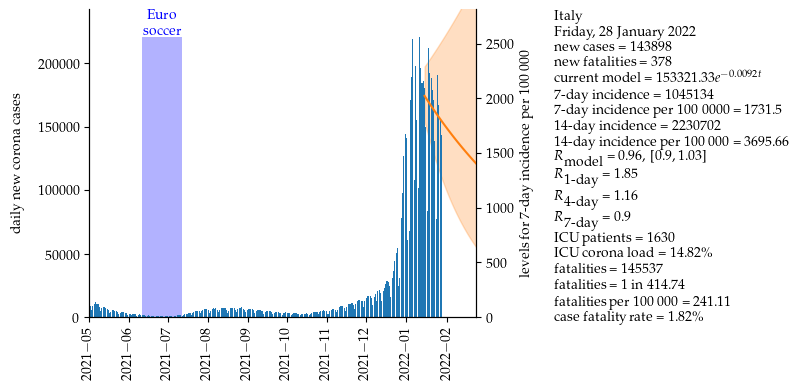 Euro
soccer
200000
150000
100000
50000
0
daily new corona cases
2500
2000
1500
1000
500
0
levels for 7-day incidence per 100 000
2021−05
2021−06
2021−07
2021−08
2021−09
2021−10
2021−11
2021−12
2022−01
2022−02
Italy
Friday, 28 January 2022
new cases = 143898
new fatalities = 378
current model = 153321.33e^{−0.0092t}
7-day incidence = 1045134
7-day incidence per 100 0000 = 1731.5
14-day incidence = 2230702
14-day incidence per 100 000 = 3695.66
R_model = 0.96, [0.9, 1.03]
R_1-day = 1.85
R_4-day = 1.16
R_7-day = 0.9
ICU patients = 1630
ICU corona load = 14.82%
fatalities = 145537
fatalities = 1 in 414.74
fatalities per 100 000 = 241.11
case fatality rate = 1.82%